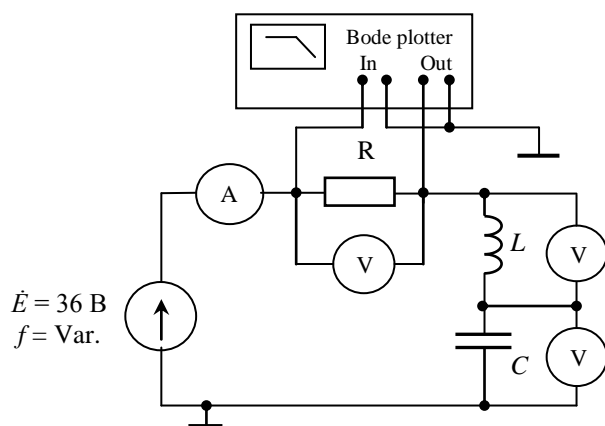 Bode plotter
In Out
R
A
V
L
V
Ė = 36 В
f = Var.
C
V